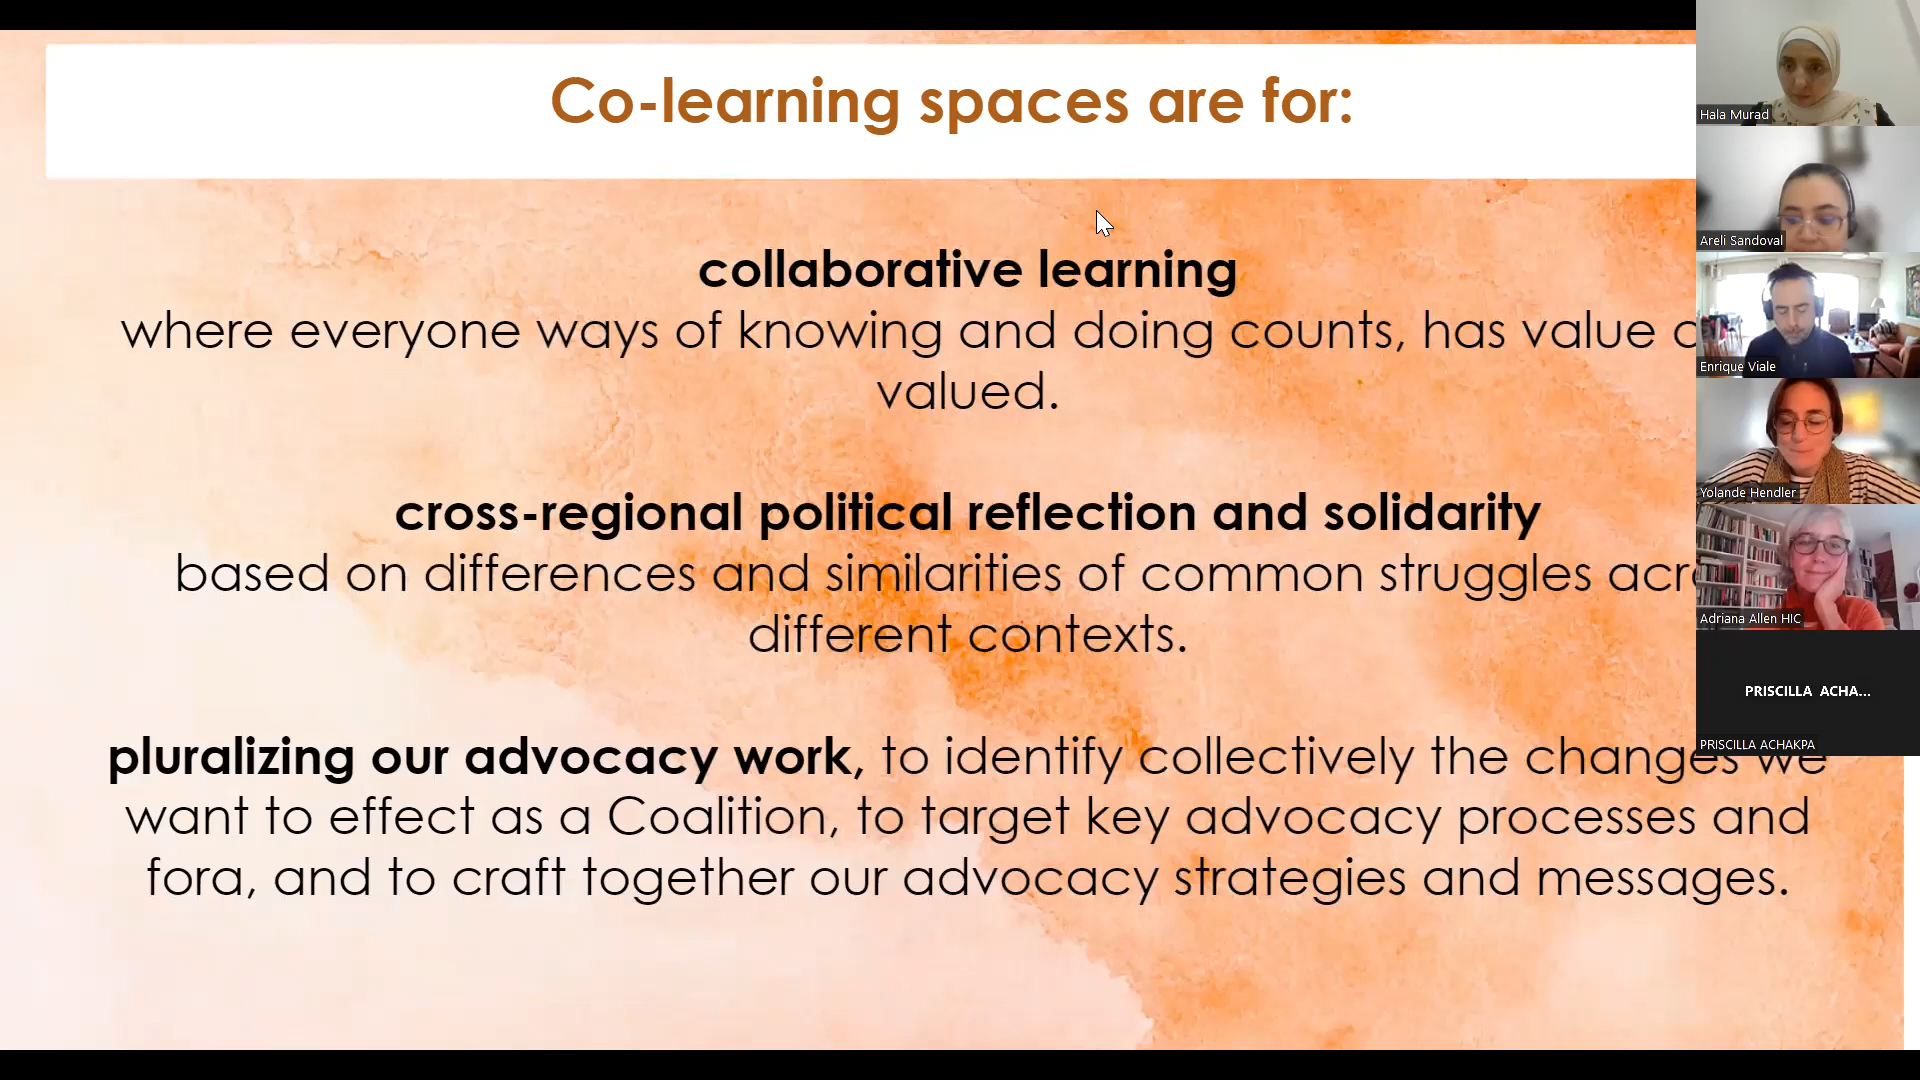 Co-learning spaces are for:
collaborative learning
where everyone ways of knowing and doing counts, has value
valued.
cross-regional political reflection and solidarity
based on differences and similarities of common struggles
different contexts.
pluralizing our advocacy work, to identify collectively the changes we
want to effect as a Coalition, to target key advocacy processes and
fora, and to craft together our advocacy strategies and messages.
Hala Murad
Areli Sandoval
Enrique Viale
Yolande Hendler
Adriana Allen HIC
PRISCILLA ACHA...
PRISCILLA ACHAKPA